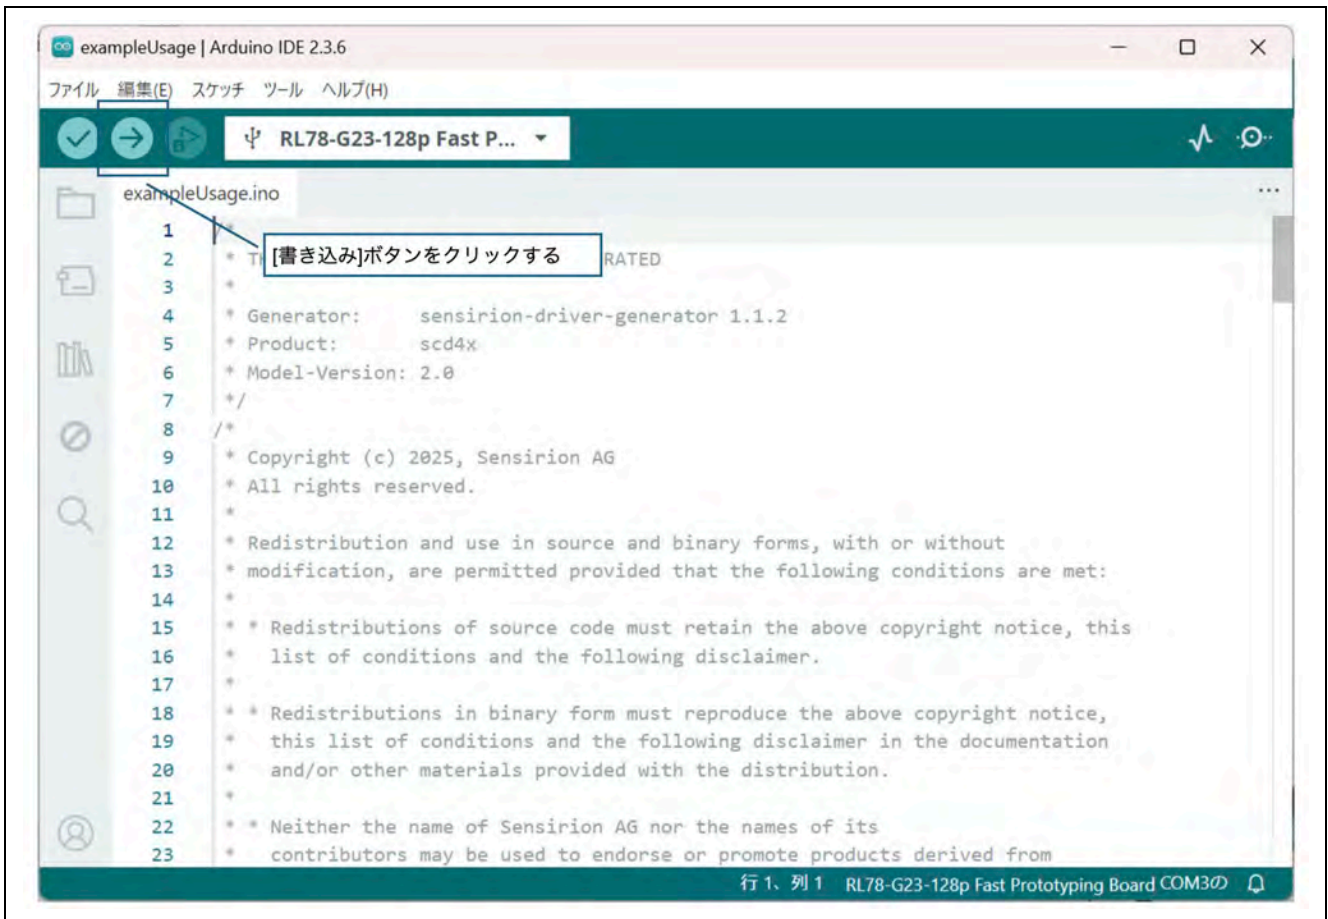 exampleUsage | Arduino IDE 2.3.6
ファイル 編集(E) スケッチ ツール ヘルプ(H)
RL78-G23-128p Fast P...
exampleUsage.ino
1 /*
[書き込み]ボタンをクリックする
2 * RATED
3 *
4 * Generator: sensirion-driver-generator 1.1.2
5 * Product: scd4x
6 * Model-Version: 2.0
7 */
8 /*
9 * Copyright (c) 2025, Sensirion AG
10 * All rights reserved.
11 *
12 * Redistribution and use in source and binary forms, with or without
13 * modification, are permitted provided that the following conditions are met:
14 *
15 * * Redistributions of source code must retain the above copyright notice, this
16 * list of conditions and the following disclaimer.
17 *
18 * * Redistributions in binary form must reproduce the above copyright notice,
19 * this list of conditions and the following disclaimer in the documentation
20 * and/or other materials provided with the distribution.
21 *
22 * * Neither the name of Sensirion AG nor the names of its
23 * contributors may be used to endorse or promote products derived from
行 1、列 1 RL78-G23-128p Fast Prototyping Board COM3の